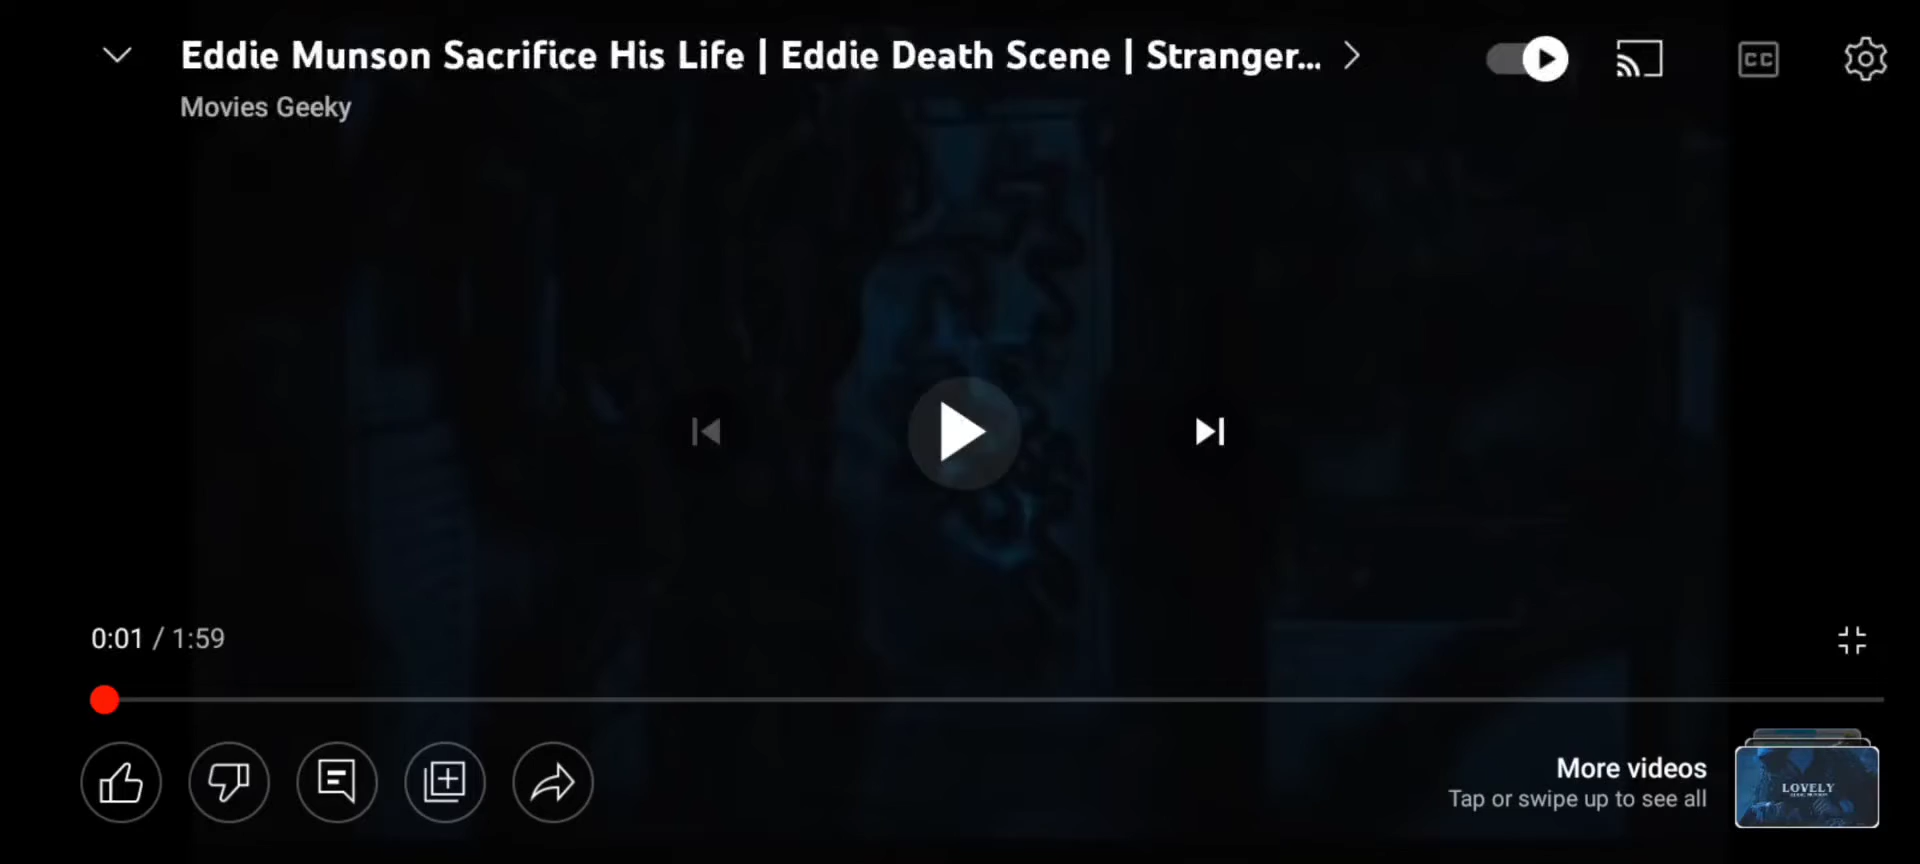 Eddie Munson Sacrifice His Life | Eddie Death Scene | Stranger...
Movies Geeky
CC
0:01 / 1:59
More videos
Tap or swipe up to see all
LOVELY